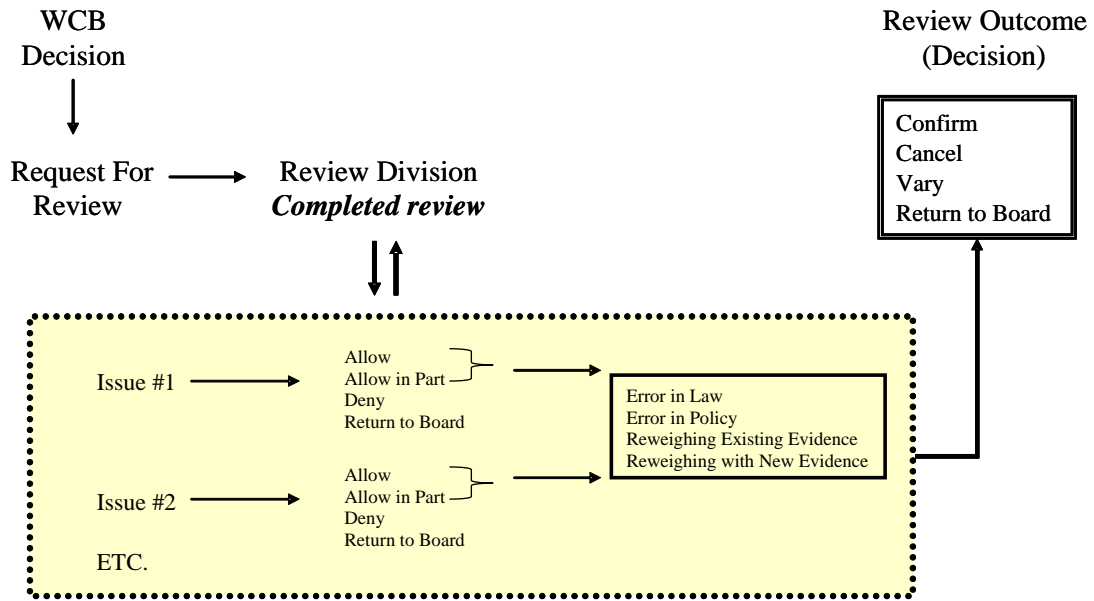 WCB
Decision
Request For
Review
Review Division
Completed review
Review Outcome
(Decision)
Confirm
Cancel
Vary
Return to Board
Issue #1
Allow
Allow in Part
Deny
Return to Board
Issue #2
Allow
Allow in Part
Deny
Return to Board
ETC.
Error in Law
Error in Policy
Reweighing Existing Evidence
Reweighing with New Evidence